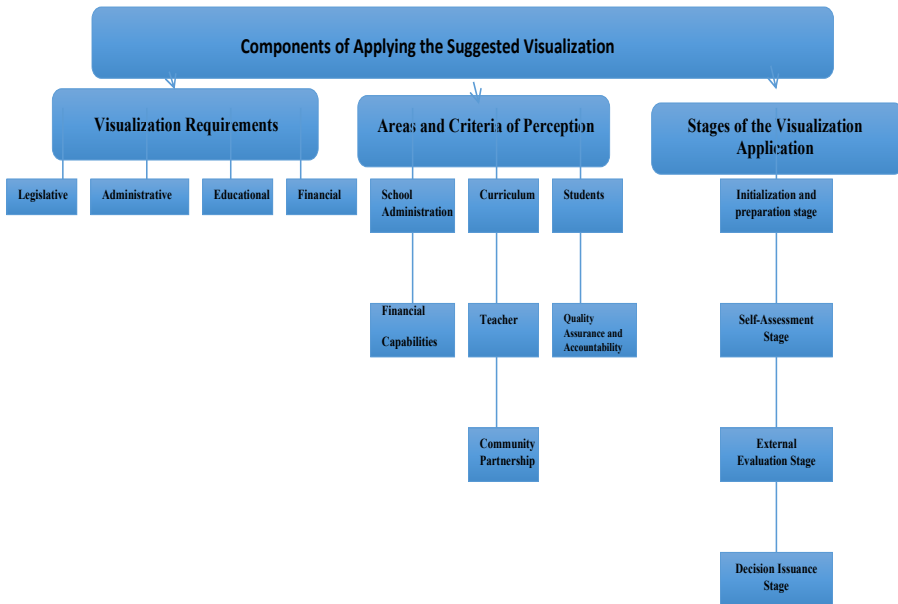 Components of Applying the Suggested Visualization
Visualization Requirements
Areas and Criteria of Perception
Stages of the Visualization
Application
Legislative
Administrative
Educational
Financial
School
Administration
Curriculum
Students
Initialization and
preparation stage
Financial
Capabilities
Teacher
Quality
Assurance and
Accountability
Self-Assessment
Stage
Community
Partnership
External
Evaluation Stage
Decision Issuance
Stage